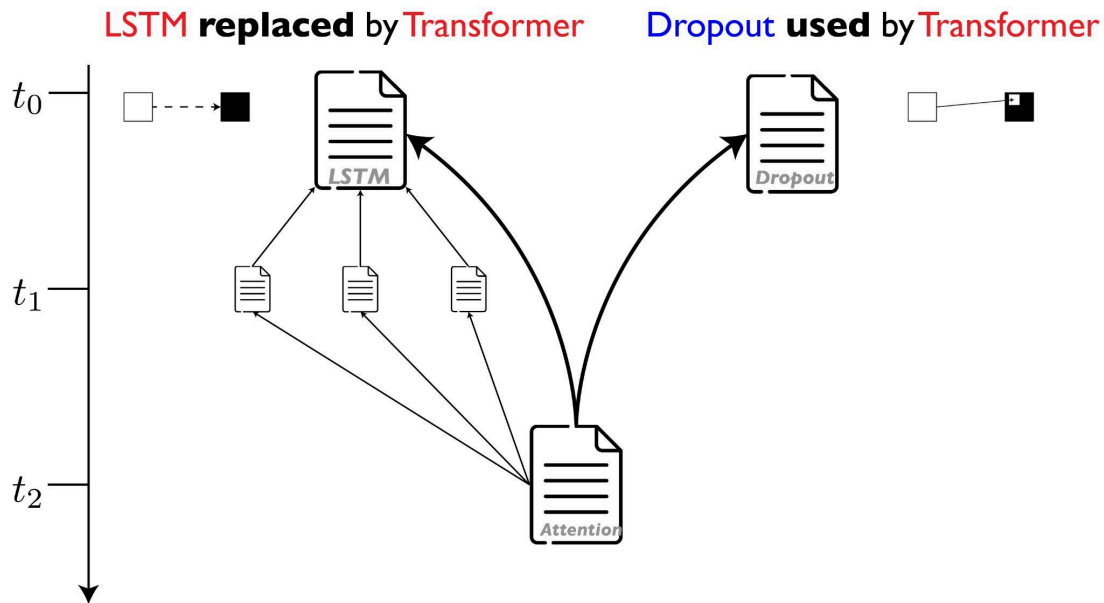 LSTM replaced by Transformer
Dropout used by Transformer
t0
LSTM
Dropout
t1
t2
Attention